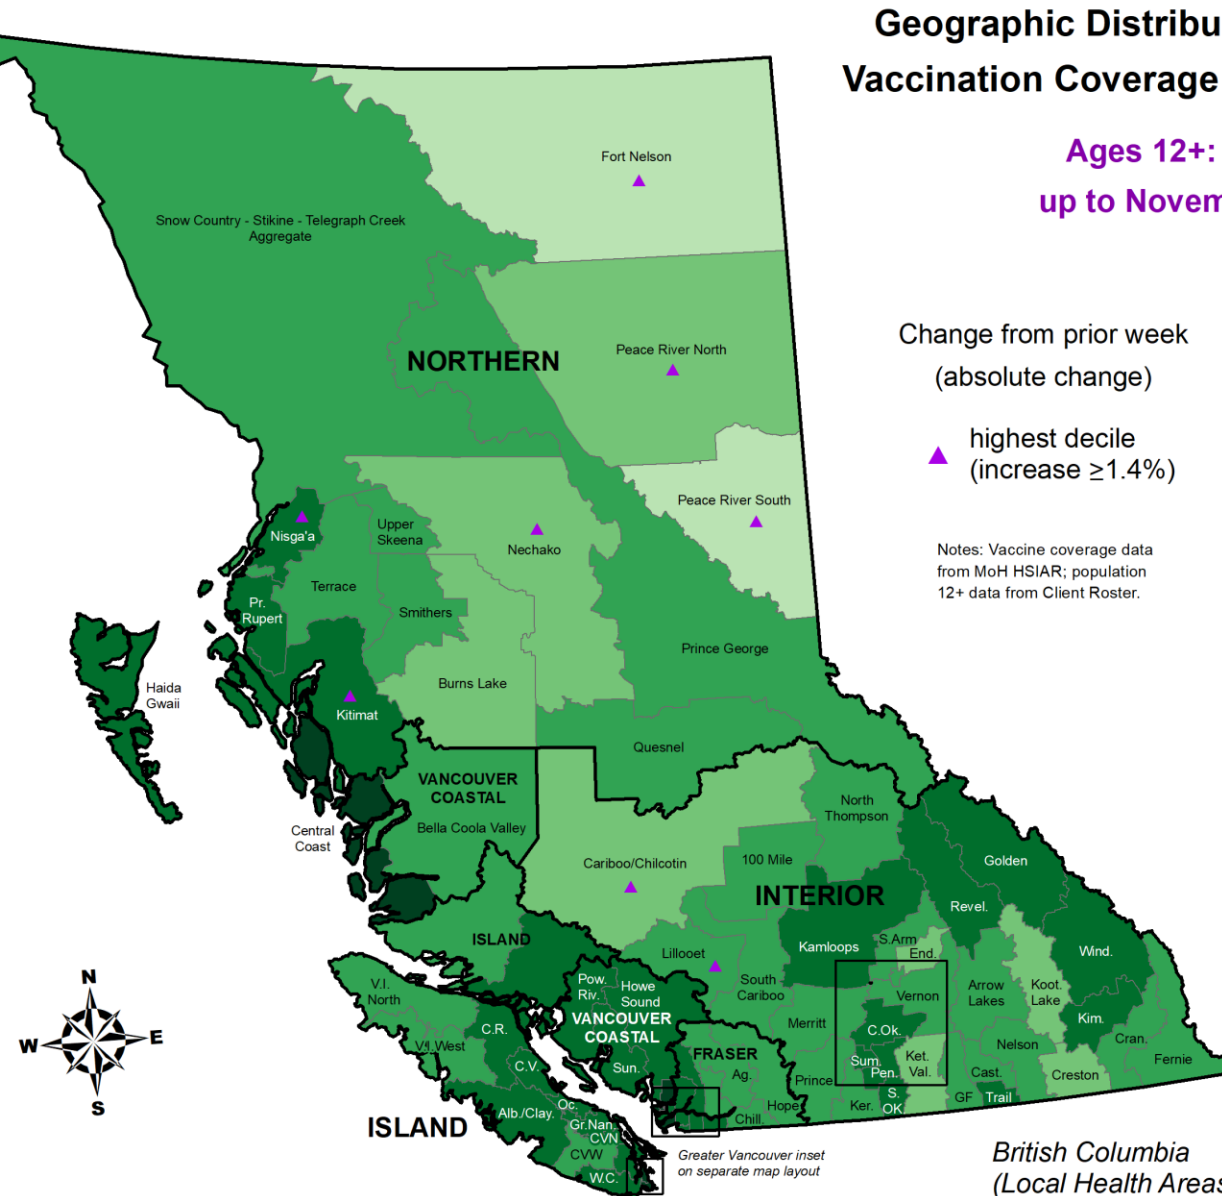 Geographic Distribu
Vaccination Coverage
Ages 12+:
up to Novem
Fort Nelson
Snow Country - Stikine - Telegraph Creek
Aggregate
Change from prior week
(absolute change)
NORTHERN
Peace River North
highest decile
(increase ≥1.4%)
Peace River South
Nisga'a
Upper
Skeena
Nechako
Notes: Vaccine coverage data
from MoH HSIAR; population
12+ data from Client Roster.
Terrace
Pr.
Rupert
Smithers
Prince George
Haida
Gwaii
Burns Lake
Kitimat
Quesnel
VANCOUVER
COASTAL
Bella Coola Valley
Central
Coast
North
Thompson
Cariboo/Chilcotin
100 Mile
Golden
INTERIOR
Revel.
ISLAND
Kamloops
S.Arm
End.
Wind.
Lillooet
South
Cariboo
V.I.
North
Pow.
Riv.
Howe
Sound
Vernon
Arrow
Lakes
Koot.
Lake
VANCOUVER
COASTAL
C.R.
V.I.West
Merritt
C.Ok.
Kim.
Cran.
Nelson
FRASER
Fernie
C.V.
Sun.
Ag.
Sum.
Pen.
Ket.
Val.
Prince
Cast.
Creston
Alb./Clay.
Oc.
Hope
Ker.
S.
OK
GF
Trail
Chill.
Gr.Nan.
CVN
CVW
W.C.
ISLAND
N
W
E
S
Greater Vancouver inset
on separate map layout
British Columbia
(Local Health Areas